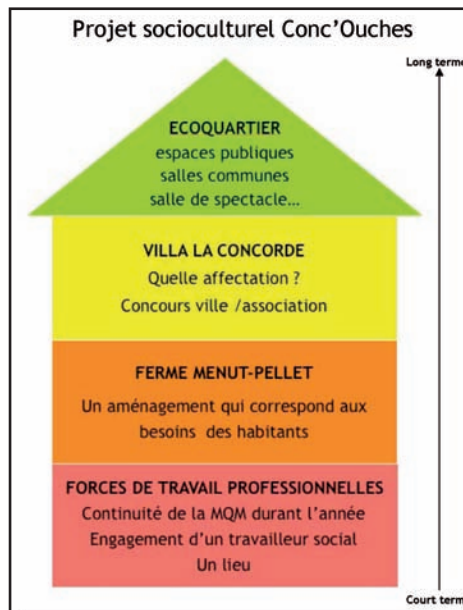 Projet socioculturel Conc'Ouches
Long terme
ECOQUARTIER
espaces publiques
salles communes
salle de spectacle...
VILLA LA CONCORDE
Quelle affectation ?
Concours ville /association
FERME MENUT-PELLET
Un aménagement qui correspond aux
besoins des habitants
FORCES DE TRAVAIL PROFESSIONNELLES
Continuité de la MQM durant l'année
Engagement d'un travailleur social
Un lieu
Court terme